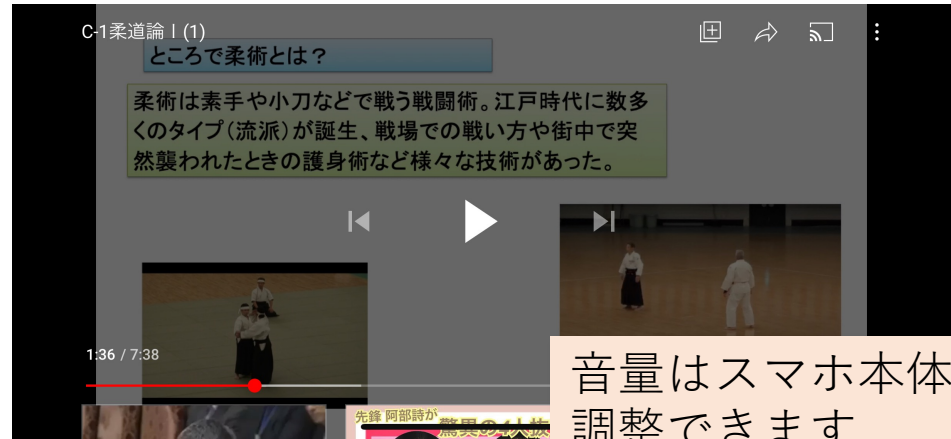 C-1柔道論Ⅰ(1)
ところで柔術とは？
柔術は素手や小刀などで戦う戦闘術。江戸時代に数多
くのタイプ（流派）が誕生、戦場での戦い方や街中で突
然襲われたときの護身術など様々な技術があった。
1:36 / 7:38
音量はスマホ本体
調整できます
先鋒 阿部詩が
驚異の4人抜